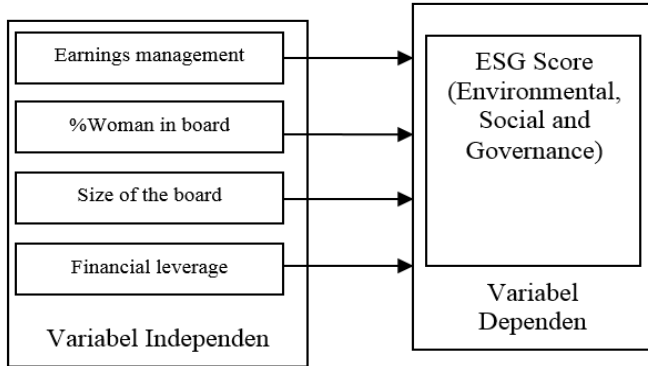 Earnings management
%Woman in board
Size of the board
Financial leverage
Variabel Independen
ESG Score
(Environmental,
Social and
Governance)
Variabel
Dependen